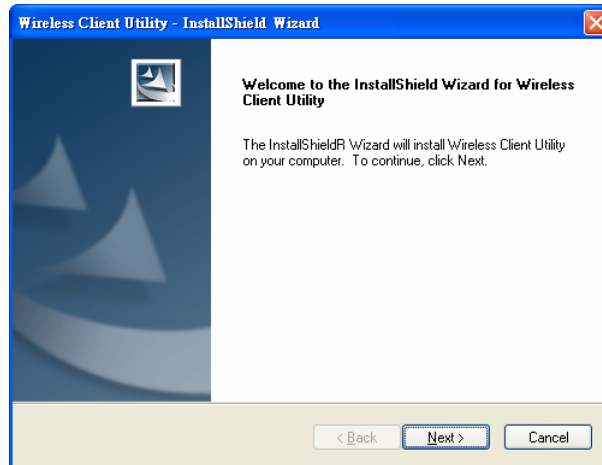 Wireless Client Utility - InstallShield Wizard
Welcome to the InstallShield Wizard for Wireless
Client Utility
The InstallShieldR Wizard will install Wireless Client Utility
on your computer. To continue, click Next.
< Back
Next >
Cancel